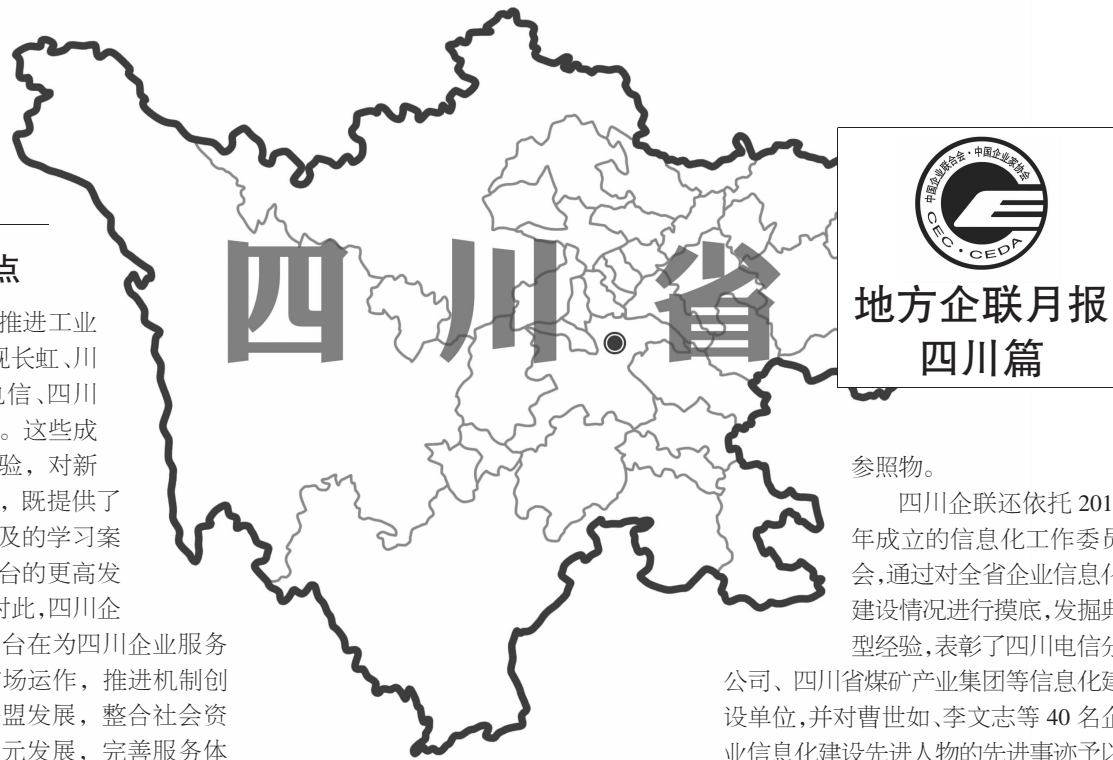 点
推进工业
现长虹、川
电信、四川
。这些成
验，对新
，既提供了
及的学习案
台的更高发
对此，四川企
台在为四川企业服务
市场运作，推进机制创
盟发展，整合社会资
元发展，完善服务体
四川省
中国企业联合会·中国企业家协会
CEC·CEDA
地方企联月报
四川篇
参照物。
四川企联还依托 201
年成立的信息化工作委员
会，通过对全省企业信息化
建设情况进行摸底，发掘典
型经验，表彰了四川电信分
公司、四川省煤矿产业集团等信息化建
设单位，并对曹世如、李文志等 40 名企
业信息化建设先进人物的先进事迹予以